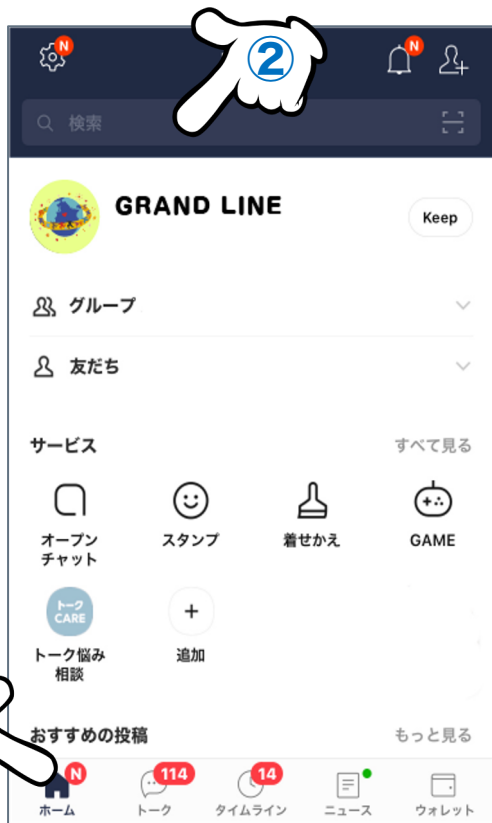 N
②
N
検索
GRAND LINE
Keep
グループ
友だち
サービス
すべて見る
オープン
チャット
スタンプ
着せかえ
GAME
トーク
CARE
トーク悩み
相談
追加
おすすめの投稿
もっと見る
N
114
14
ホーム
トーク
タイムライン
ニュース
ウォレット